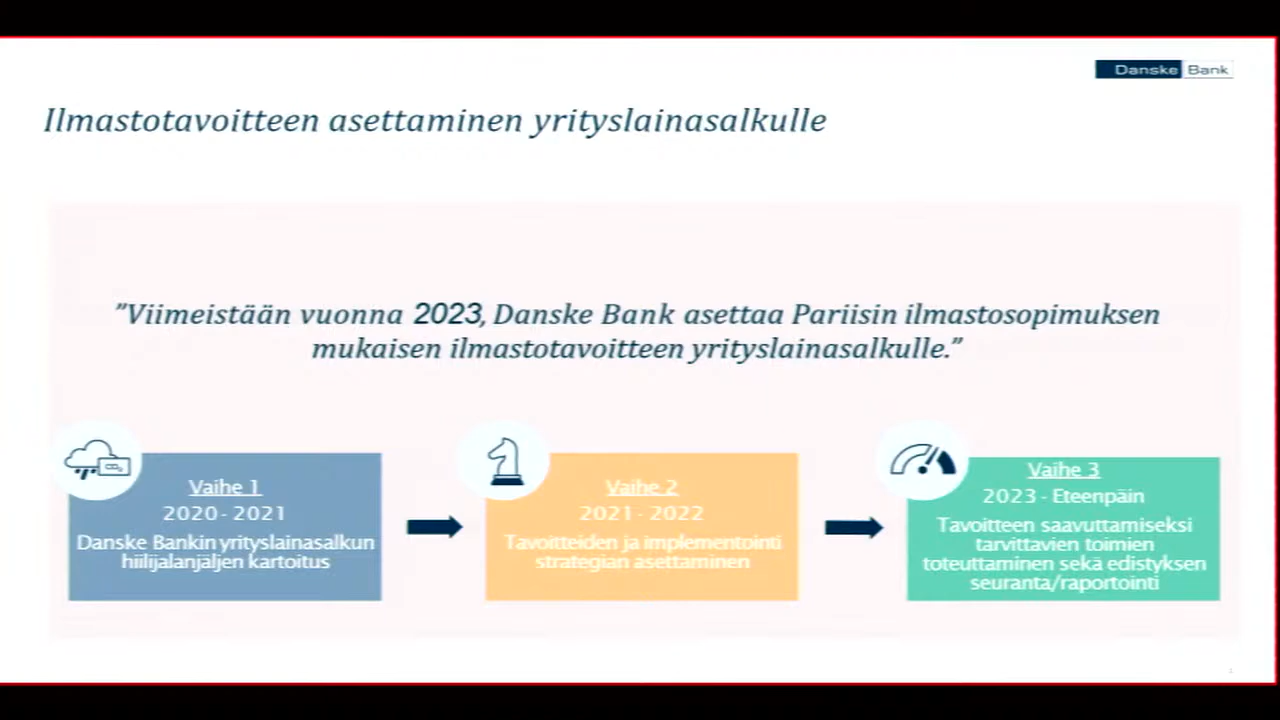 Danske Bank
Ilmastotavoitteen asettaminen yrityslainasalkulle
”Viimeistään vuonna 2023, Danske Bank asettaa Pariisin ilmastosopimuksen
mukaisen ilmastotavoitteen yrityslainasalkulle.”
CO₂
Vaihe 1
2020 - 2021
Danske Bankin yrityslainasalkun
hiilijalanjäljen kartoitus
Vaihe 2
2021 - 2022
Tavoitteiden ja implementointi
strategian asettaminen
Vaihe 3
2023 - Eteenpäin
Tavoitteen saavuttamiseksi
tarvittavien toimien
toteuttaminen sekä edistyksen
seuranta/raportointi